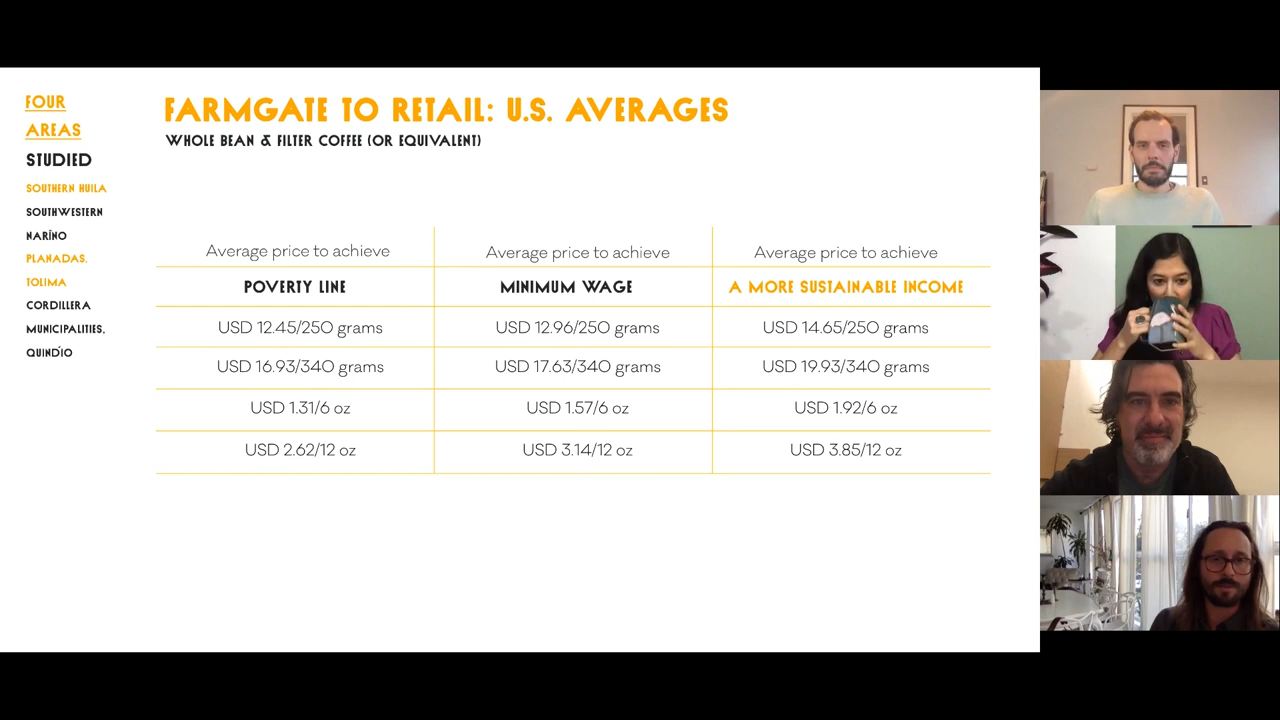 FOUR
AREAS
STUDIED
SOUTHERN HUILA
SOUTHWESTERN
NARÍNO
PLANADAS,
TOLIMA
CORDILLERA
MUNICIPALITIES,
QUINDÍO
FARMGATE TO RETAIL: U.S. AVERAGES
WHOLE BEAN & FILTER COFFEE (OR EQUIVALENT)
Average price to achieve Average price to achieve Average price to achieve
POVERTY LINE MINIMUM WAGE A MORE SUSTAINABLE INCOME
USD 12.45/250 grams USD 12.96/250 grams USD 14.65/250 grams
USD 16.93/340 grams USD 17.63/340 grams USD 19.93/340 grams
USD 1.31/6 oz USD 1.57/6 oz USD 1.92/6 oz
USD 2.62/12 oz USD 3.14/12 oz USD 3.85/12 oz